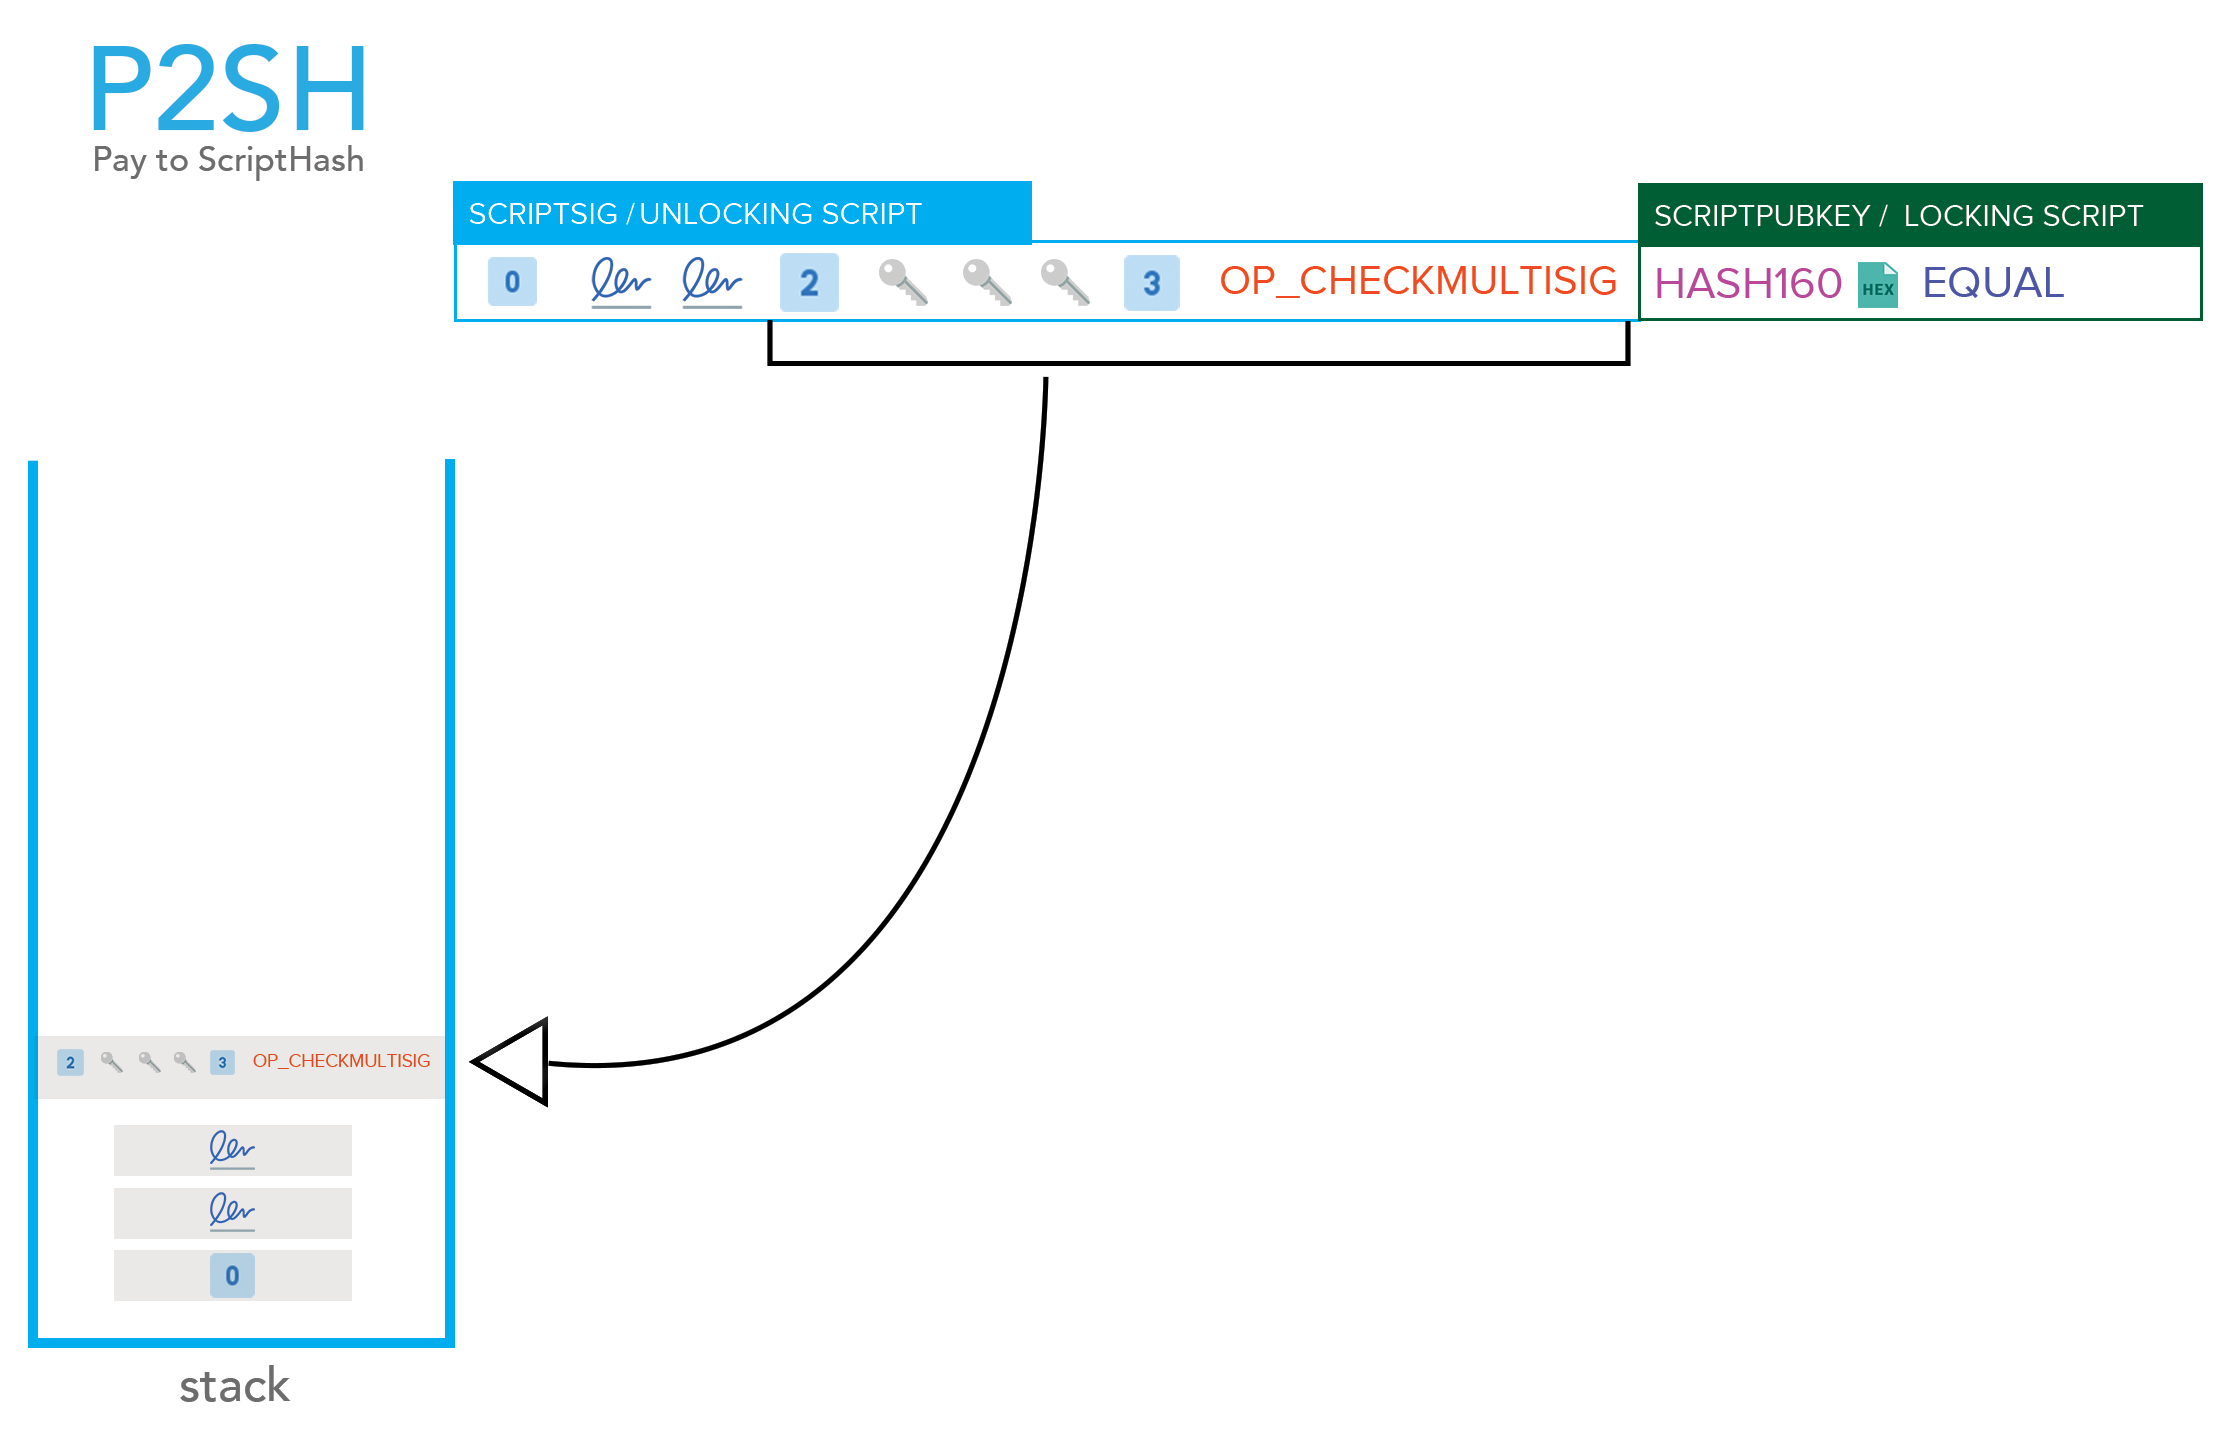 P2SH
Pay to ScriptHash
SCRIPTSIG / UNLOCKING SCRIPT
SCRIPTPUBKEY / LOCKING SCRIPT
0 2 3 OP_CHECKMULTISIG
HASH160 HEX EQUAL
2 3 OP_CHECKMULTISIG
0
stack